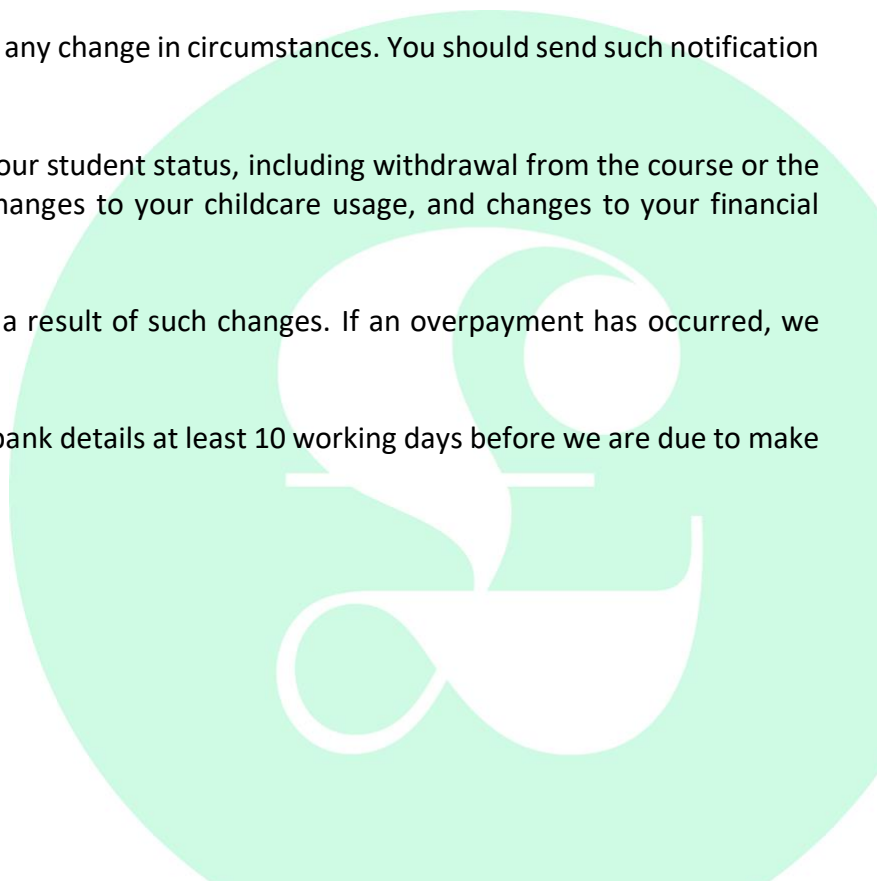 any change in circumstances. You should send such notification
our student status, including withdrawal from the course or the
hanges to your childcare usage, and changes to your financial
a result of such changes. If an overpayment has occurred, we
bank details at least 10 working days before we are due to make
£